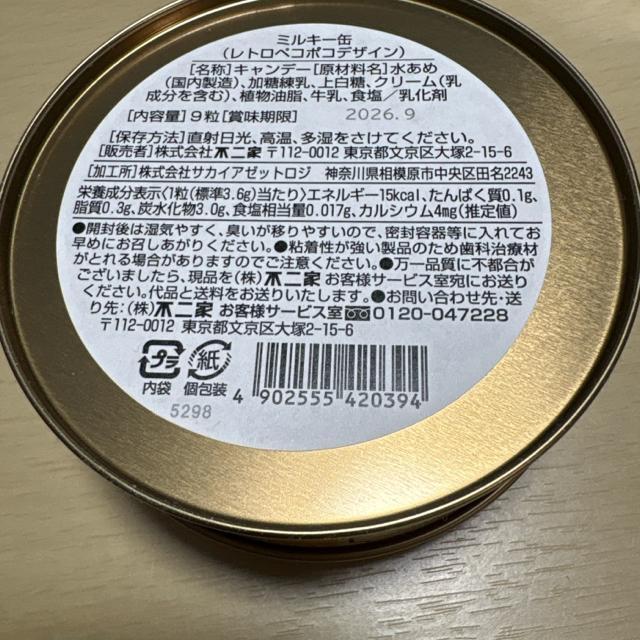 ミルキー缶
(レトロペコポコデザイン)
[名称]キャンデー[原材料名]水あめ
(国内製造)、加糖練乳、上白糖、クリーム(乳
成分を含む)、植物油脂、牛乳、食塩/乳化剤
[内容量]9粒[賞味期限] 2026.9
[保存方法]直射日光、高温、多湿をさけてください。
[販売者]株式会社 不二家 〒112-0012 東京都文京区大塚2-15-6
[加工所]株式会社サカイアゼットロジ 神奈川県相模原市中央区田名2243
栄養成分表示〈1粒(標準3.6g)当たり〉エネルギー15kcal、たんぱく質0.1g、
脂質0.3g、炭水化物3.0g、食塩相当量0.017g、カルシウム4mg(推定値)
●開封後は湿気やすく、臭いが移りやすいので、密封容器等に入れてお
早めにお召しあがりください。●粘着性が強い製品のため歯科治療材
がとれる場合がありますのでご注意ください。●万一品質に不都合が
ございましたら、現品を(株)不二家 お客様サービス室宛にお送り
ください。代品と送料をお送りいたします。●お問い合わせ先・送
り先:(株)不二家 お客様サービス室 0120-047228
〒112-0012 東京都文京区大塚2-15-6
プラ 紙
内袋 個包装
5298
4 902555 420394